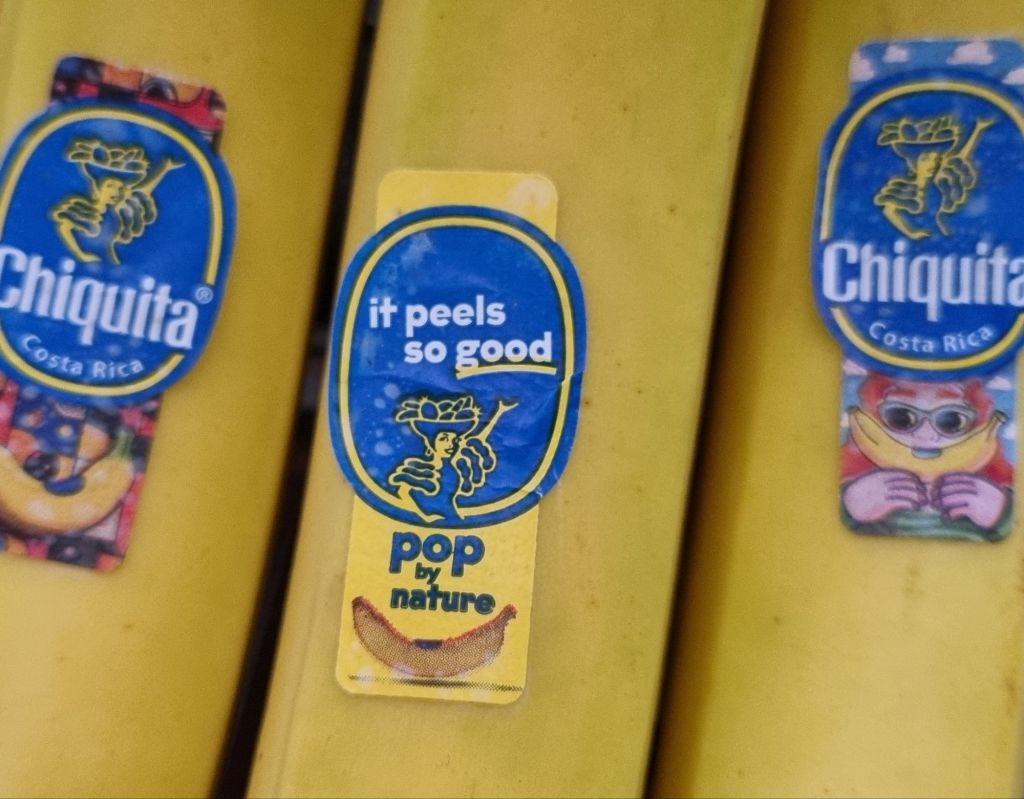 Chiquita®
Costa Rica
it peels
so good
pop
by
nature
Chiquita
Costa Rica